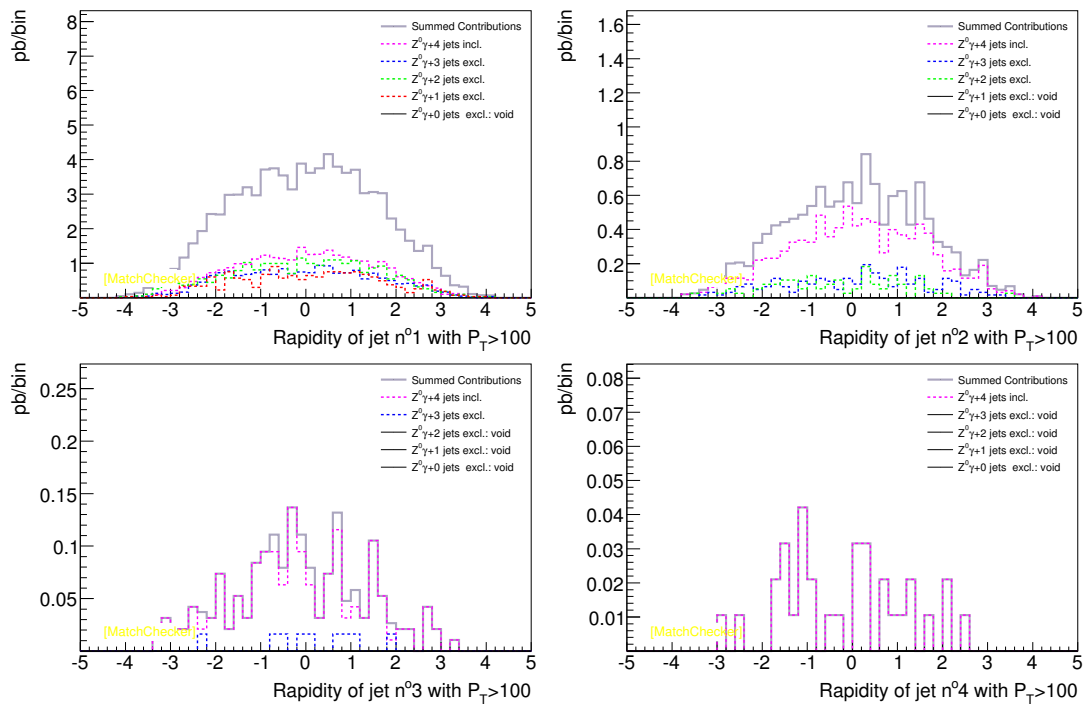 pb/bin
8
7
6
5
4
3
2
1
Summed Contributions
Z⁰γ+4 jets incl.
Z⁰γ+3 jets excl.
Z⁰γ+2 jets excl.
Z⁰γ+1 jets excl.
Z⁰γ+0 jets excl.: void
[MatchChecker]
-5 -4 -3 -2 -1 0 1 2 3 4 5
Rapidity of jet nº1 with P_T>100
pb/bin
1.6
1.4
1.2
1
0.8
0.6
0.4
0.2
Summed Contributions
Z⁰γ+4 jets incl.
Z⁰γ+3 jets excl.
Z⁰γ+2 jets excl.
Z⁰γ+1 jets excl.: void
Z⁰γ+0 jets excl.: void
[MatchChecker]
-5 -4 -3 -2 -1 0 1 2 3 4 5
Rapidity of jet nº2 with P_T>100
pb/bin
0.25
0.2
0.15
0.1
0.05
Summed Contributions
Z⁰γ+4 jets incl.
Z⁰γ+3 jets excl.
Z⁰γ+2 jets excl.: void
Z⁰γ+1 jets excl.: void
Z⁰γ+0 jets excl.: void
[MatchChecker]
-5 -4 -3 -2 -1 0 1 2 3 4 5
Rapidity of jet nº3 with P_T>100
pb/bin
0.08
0.07
0.06
0.05
0.04
0.03
0.02
0.01
Summed Contributions
Z⁰γ+4 jets incl.
Z⁰γ+3 jets excl.: void
Z⁰γ+2 jets excl.: void
Z⁰γ+1 jets excl.: void
Z⁰γ+0 jets excl.: void
[MatchChecker]
-5 -4 -3 -2 -1 0 1 2 3 4 5
Rapidity of jet nº4 with P_T>100